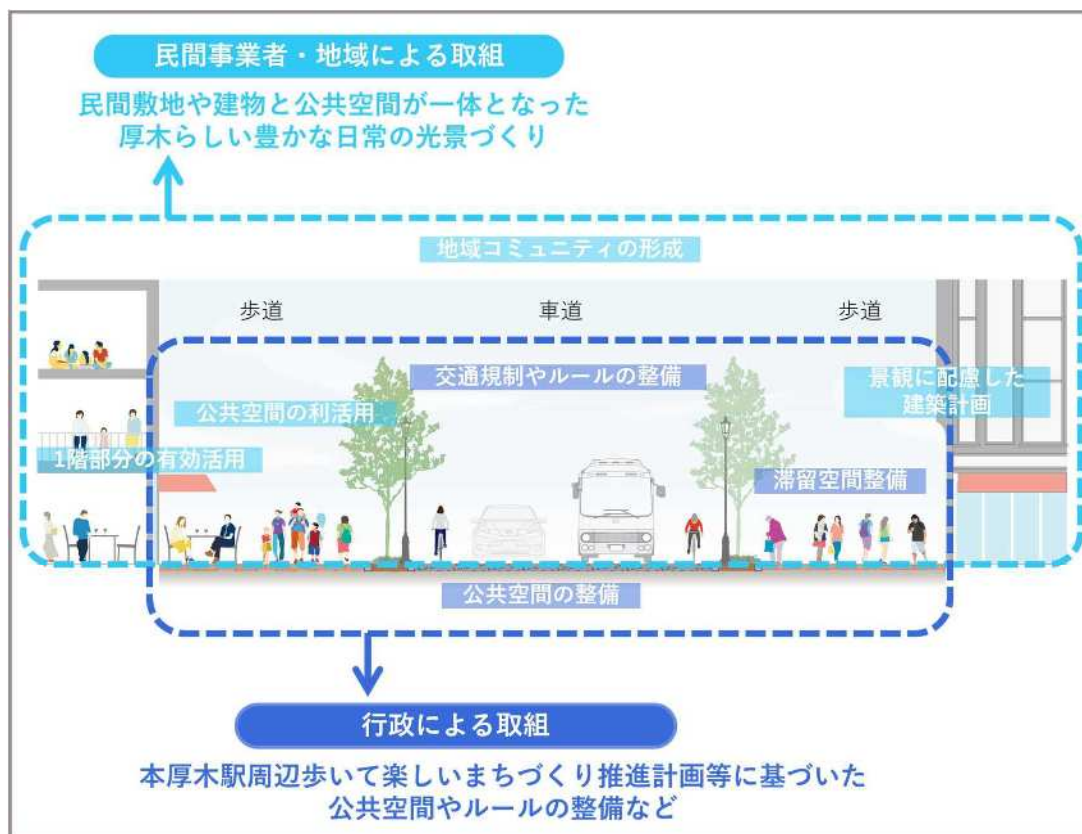 民間事業者・地域による取組
民間敷地や建物と公共空間が一体となった
厚木らしい豊かな日常の光景づくり
地域コミュニティの形成
歩道
車道
歩道
交通規制やルールの整備
景観に配慮した
建築計画
公共空間の利活用
1階部分の有効活用
滞留空間整備
公共空間の整備
行政による取組
本厚木駅周辺歩いて楽しいまちづくり推進計画等に基づいた
公共空間やルールの整備など